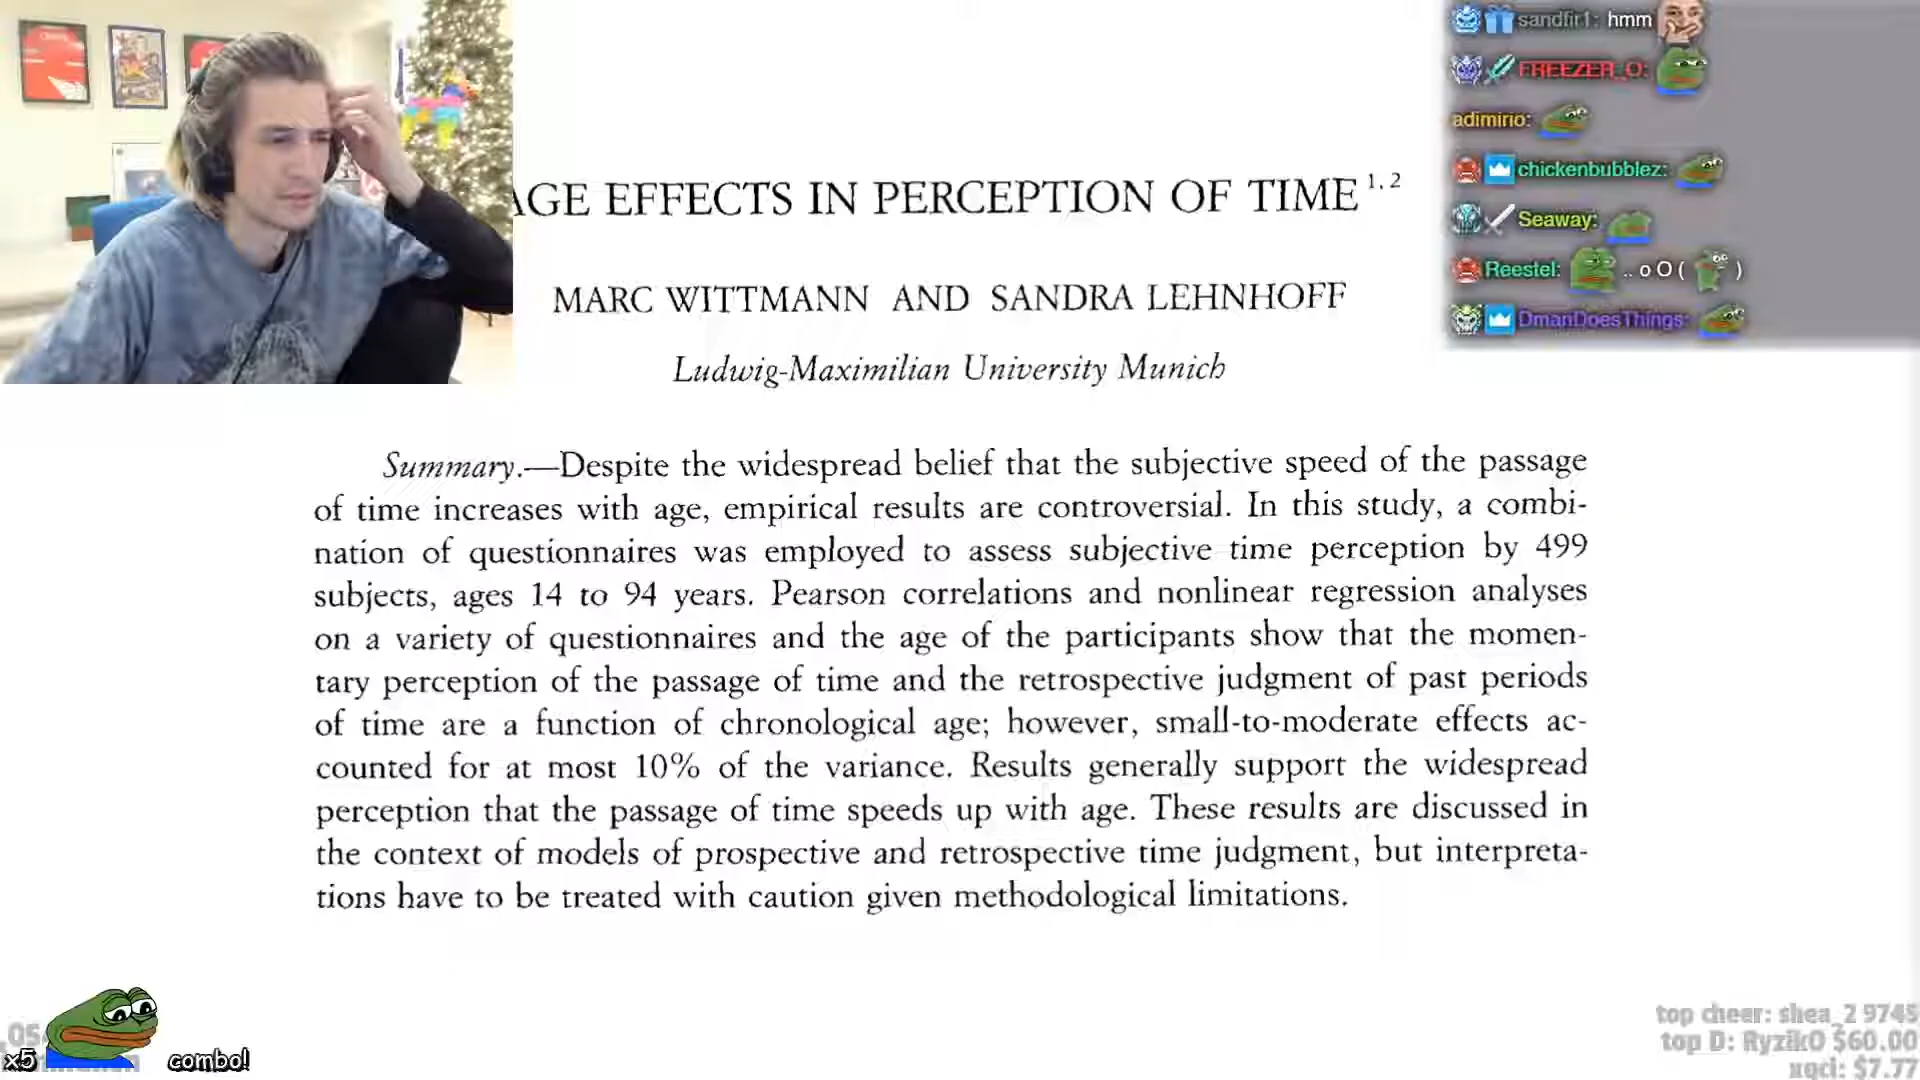 AGE EFFECTS IN PERCEPTION OF TIME 1, 2
MARC WITTMANN AND SANDRA LEHNHOFF
Ludwig-Maximilian University Munich
Summary.—Despite the widespread belief that the subjective speed of the passage
of time increases with age, empirical results are controversial. In this study, a combi-
nation of questionnaires was employed to assess subjective time perception by 499
subjects, ages 14 to 94 years. Pearson correlations and nonlinear regression analyses
on a variety of questionnaires and the age of the participants show that the momen-
tary perception of the passage of time and the retrospective judgment of past periods
of time are a function of chronological age; however, small-to-moderate effects ac-
counted for at most 10% of the variance. Results generally support the widespread
perception that the passage of time speeds up with age. These results are discussed in
the context of models of prospective and retrospective time judgment, but interpreta-
tions have to be treated with caution given methodological limitations.
sandfir1: hmm
FREEZER_O:
adimirio:
chickenbubblez:
Seaway:
Reestel: .. o O ( )
DmanDoesThings:
x5 combo!
top cheer: shea_2 9745
top D: RyzikO $60.00
xqcl: $7.77